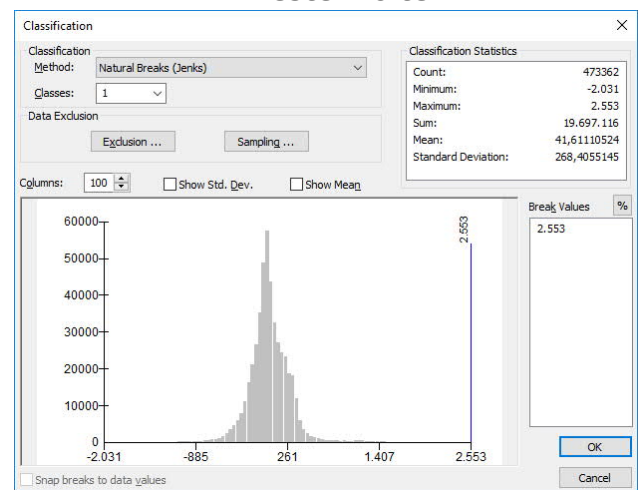 Classification
Classification
Method: Natural Breaks (Jenks)
Classes: 1
Data Exclusion
Exclusion ... Sampling ...
Classification Statistics
Count: 473362
Minimum: -2.031
Maximum: 2.553
Sum: 19.697.116
Mean: 41,61110524
Standard Deviation: 268,4055145
Columns: 100 Show Std. Dev. Show Mean
Break Values %
2.553
60000
50000
40000
30000
20000
10000
0
2.553
-2.031 -885 261 1.407 2.553
OK
Snap breaks to data values Cancel